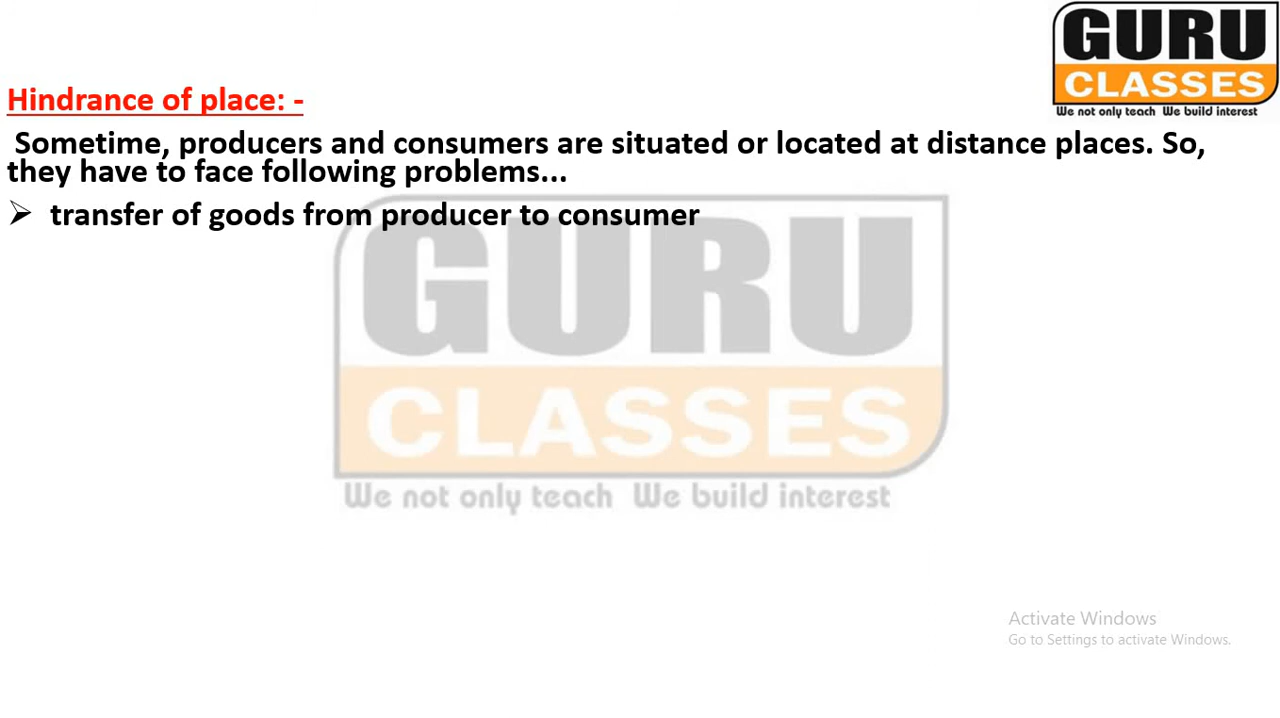 GURU
CLASSES
We not only teach We build interest
Hindrance of place: -
Sometime, producers and consumers are situated or located at distance places. So,
they have to face following problems...
➢ transfer of goods from producer to consumer
GURU
CLASSES
We not only teach We build interest
Activate Windows
Go to Settings to activate Windows.